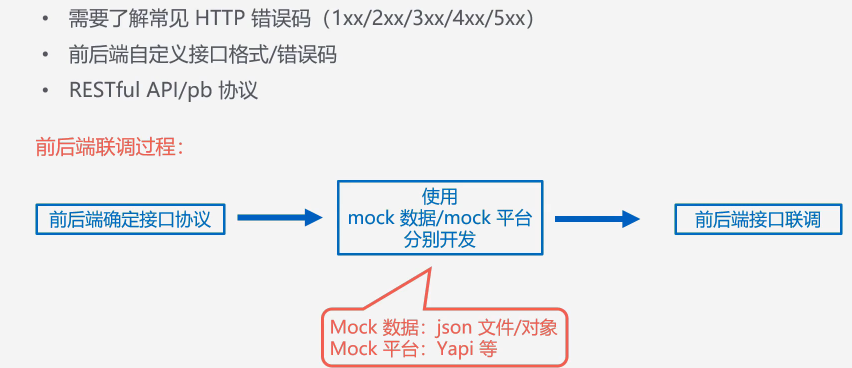 • 需要了解常见 HTTP 错误码（1xx/2xx/3xx/4xx/5xx）
• 前后端自定义接口格式/错误码
• RESTful API/pb 协议
前后端联调过程：
前后端确定接口协议
使用
mock 数据/mock 平台
分别开发
前后端接口联调
Mock 数据：json 文件/对象
Mock 平台：Yapi 等